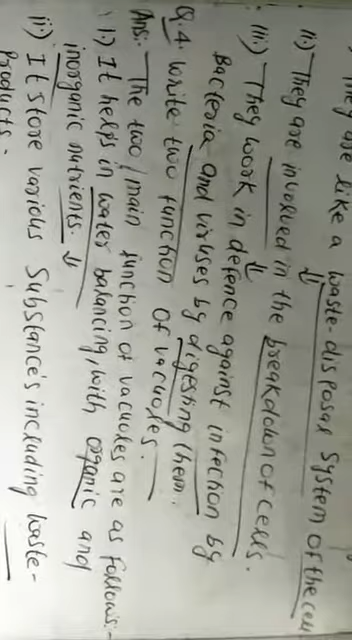 They are like a waste-disposal system of the cell
ii) They are involved in the breakdown of cells.
iii) They work in defence against infection by
Bacteria and viruses by digesting them.
Q.4. Write two function of vacuoles.
Ans:- The two main function of vacuoles are as follows:-
i) It helps in water balancing, with organic and
inorganic nutrients.
ii) It store various Substance's including waste-
products.